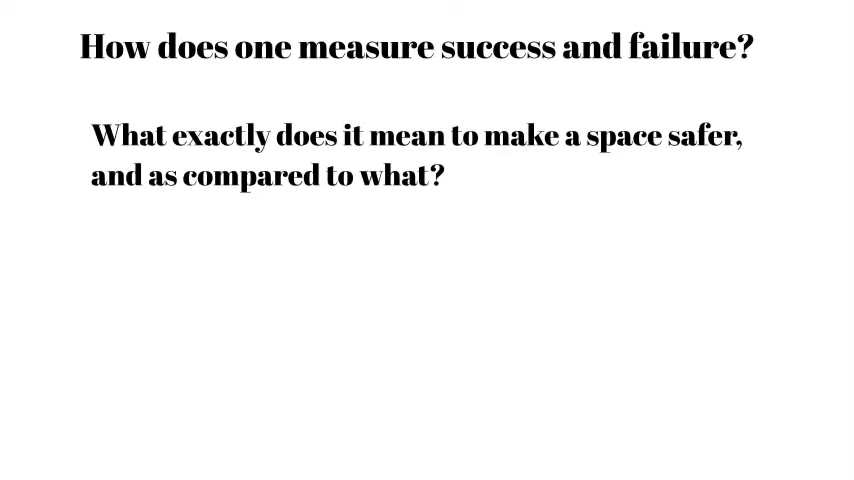 How does one measure success and failure?
What exactly does it mean to make a space safer,
and as compared to what?